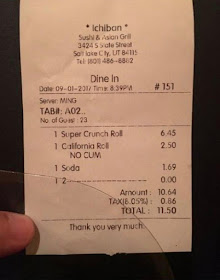 * Ichiban *
Sushi & Asian Grill
3424 S State Street
Salt lake City, UT 84115
Tel: (801) 486-8862
Dine In
Date: 09-01-2017 Time: 8:39PM # 151
Server: MING
TAB#: A02..
No. of Guest : 23
1 Super Crunch Roll 6.45
1 California Roll 2.50
NO CUM
1 Soda 1.69
1 2--------- 0.00
Amount : 10.64
TAX(8.05%) : 0.86
TOTAL : 11.50
Thank you very much